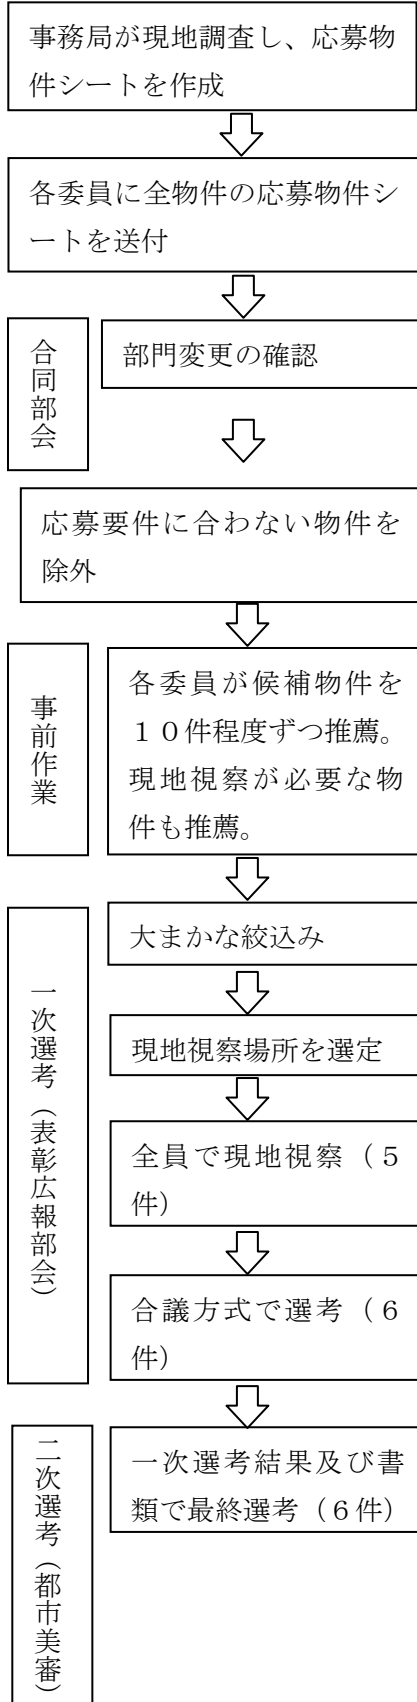 事務局が現地調査し、応募物
件シートを作成
各委員に全物件の応募物件シ
ートを送付
合同部会
部門変更の確認
応募要件に合わない物件を
除外
事前作業
各委員が候補物件を
１０件程度ずつ推薦。
現地視察が必要な物
件も推薦。
一次選考（表彰広報部会）
大まかな絞込み
現地視察場所を選定
全員で現地視察（５
件）
合議方式で選考（６
件）
二次選考（都市美審）
一次選考結果及び書
類で最終選考（６件）